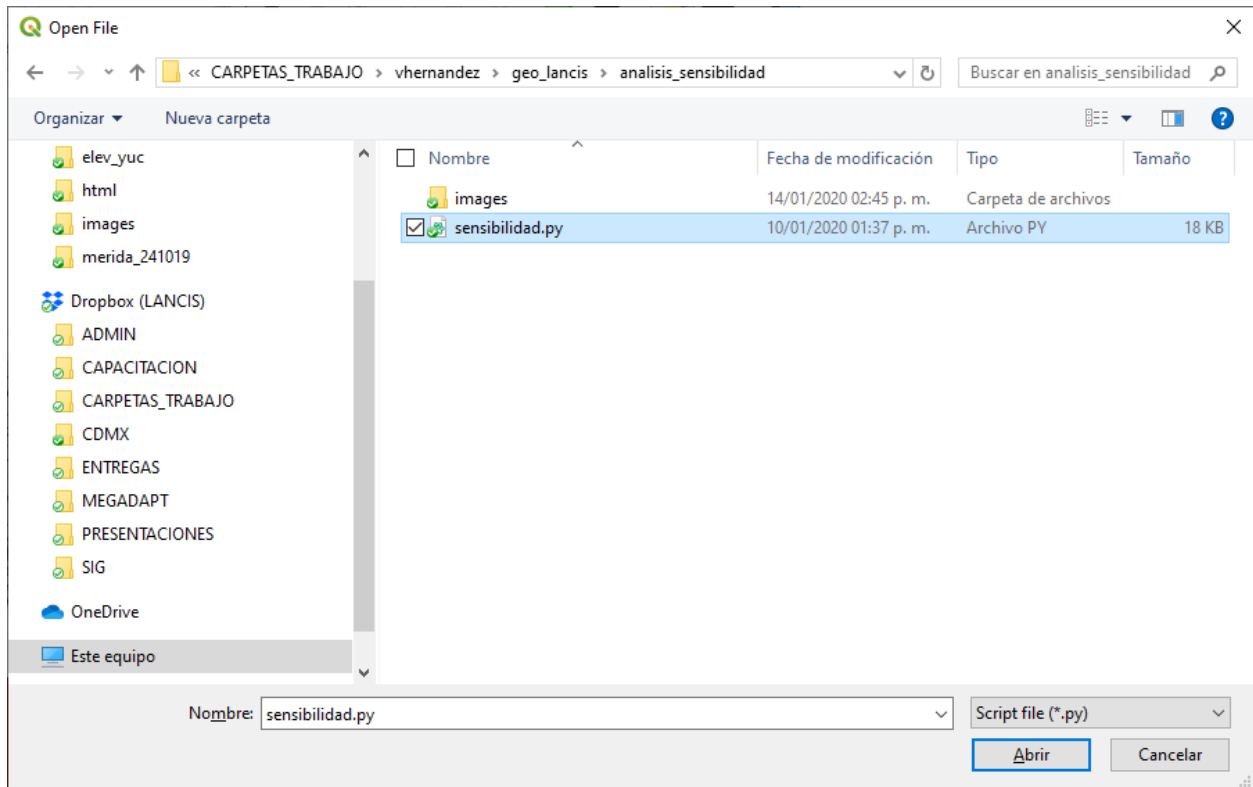 Open File
« CARPETAS_TRABAJO > vhernandez > geo_lancis > analisis_sensibilidad
Buscar en analisis_sensibilidad
Organizar
Nueva carpeta
elev_yuc
html
images
merida_241019
Dropbox (LANCIS)
ADMIN
CAPACITACION
CARPETAS_TRABAJO
CDMX
ENTREGAS
MEGADAPT
PRESENTACIONES
SIG
OneDrive
Este equipo
Nombre Fecha de modificación Tipo Tamaño
images 14/01/2020 02:45 p. m. Carpeta de archivos
sensibilidad.py 10/01/2020 01:37 p. m. Archivo PY 18 KB
Nombre: sensibilidad.py
Script file (*.py)
Abrir
Cancelar